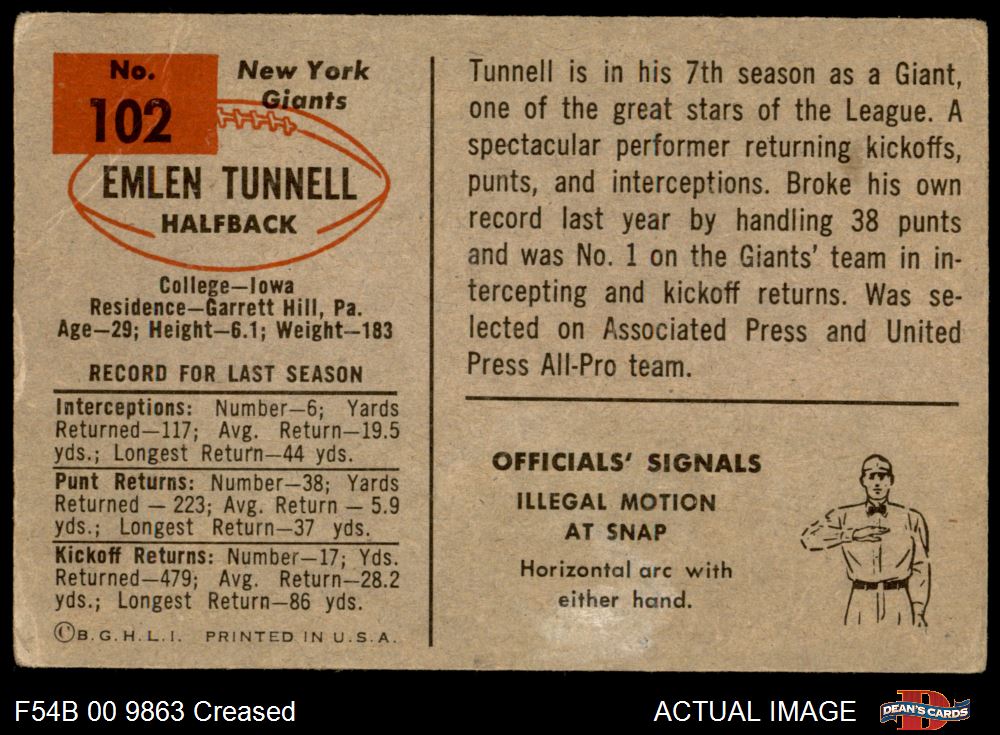 No.
102
New York
Giants
EMLEN TUNNELL
HALFBACK
College—Iowa
Residence—Garrett Hill, Pa.
Age—29; Height—6.1; Weight—183
RECORD FOR LAST SEASON
Interceptions: Number—6; Yards
Returned—117; Avg. Return—19.5
yds.; Longest Return—44 yds.
Punt Returns: Number—38; Yards
Returned — 223; Avg. Return — 5.9
yds.; Longest Return—37 yds.
Kickoff Returns: Number—17; Yds.
Returned—479; Avg. Return—28.2
yds.; Longest Return—86 yds.
©B.G.H.L.I. PRINTED IN U.S.A.
Tunnell is in his 7th season as a Giant,
one of the great stars of the League. A
spectacular performer returning kickoffs,
punts, and interceptions. Broke his own
record last year by handling 38 punts
and was No. 1 on the Giants' team in in-
tercepting and kickoff returns. Was se-
lected on Associated Press and United
Press All-Pro team.
OFFICIALS' SIGNALS
ILLEGAL MOTION
AT SNAP
Horizontal arc with
either hand.
F54B 00 9863 Creased
ACTUAL IMAGE
D
DEAN'S CARDS